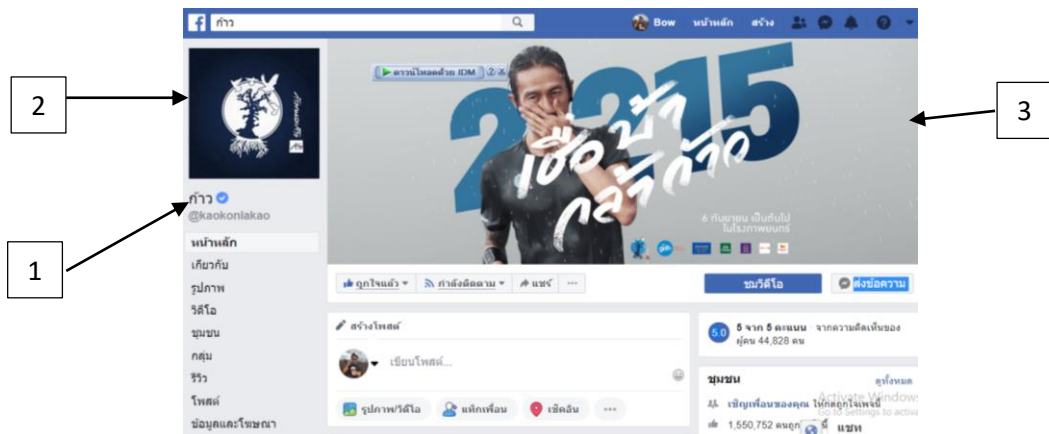 ก้าว
Bow
หน้าหลัก
สร้าง
2
ดาวน์โหลดด้วย IDM
2,215
เชื่อ บ้า
กล้า ก้าว
6 กันยายน เป็นต้นไป
ในโรงภาพยนตร์
3
ก้าว
@kaokonlakao
1
หน้าหลัก
เกี่ยวกับ
รูปภาพ
วิดีโอ
ชุมชน
กลุ่ม
รีวิว
โพสต์
ข้อมูลและโฆษณา
ถูกใจแล้ว
กำลังติดตาม
แชร์
ชมวิดีโอ
ส่งข้อความ
สร้างโพสต์
เขียนโพสต์...
รูปภาพ/วิดีโอ
แท็กเพื่อน
เช็คอิน
5.0
5 จาก 5 คะแนน · จากความคิดเห็นของ
ผู้คน 44,828 คน
ชุมชน
ดูทั้งหมด
เชิญเพื่อนของคุณ ให้กดถูกใจเพจนี้
Activate Windows
Go to Settings to activa
1,550,752 คนถูก
แชท